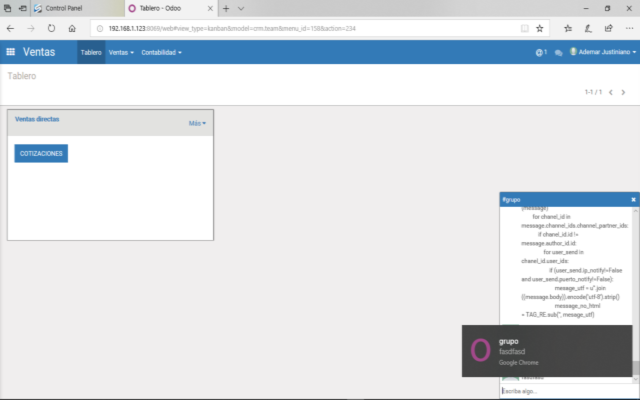 Control Panel
Tablero - Odoo
192.168.1.123:8069/web#view_type=kanban&model=crm.team&menu_id=158&action=234
Ventas
Tablero
Ventas
Contabilidad
@ 1
Ademar Justiniano
Tablero
1-1 / 1
Ventas directas
Más
COTIZACIONES
#grupo
(message)
for chanel_id in
message.channel_ids.channel_partner_ids:
if chanel_id.id !=
message.author_id.id:
for user_send in
chanel_id.user_ids:
if (user_send.ip_notify!=False
and user_send.puerto_notify!=False):
mesage_utf = u''.join
((message.body)).encode('utf-8').strip()
message_no_html
= TAG_RE.sub('', mesage_utf)
grupo
fasdfasd
Google Chrome
Escriba algo...